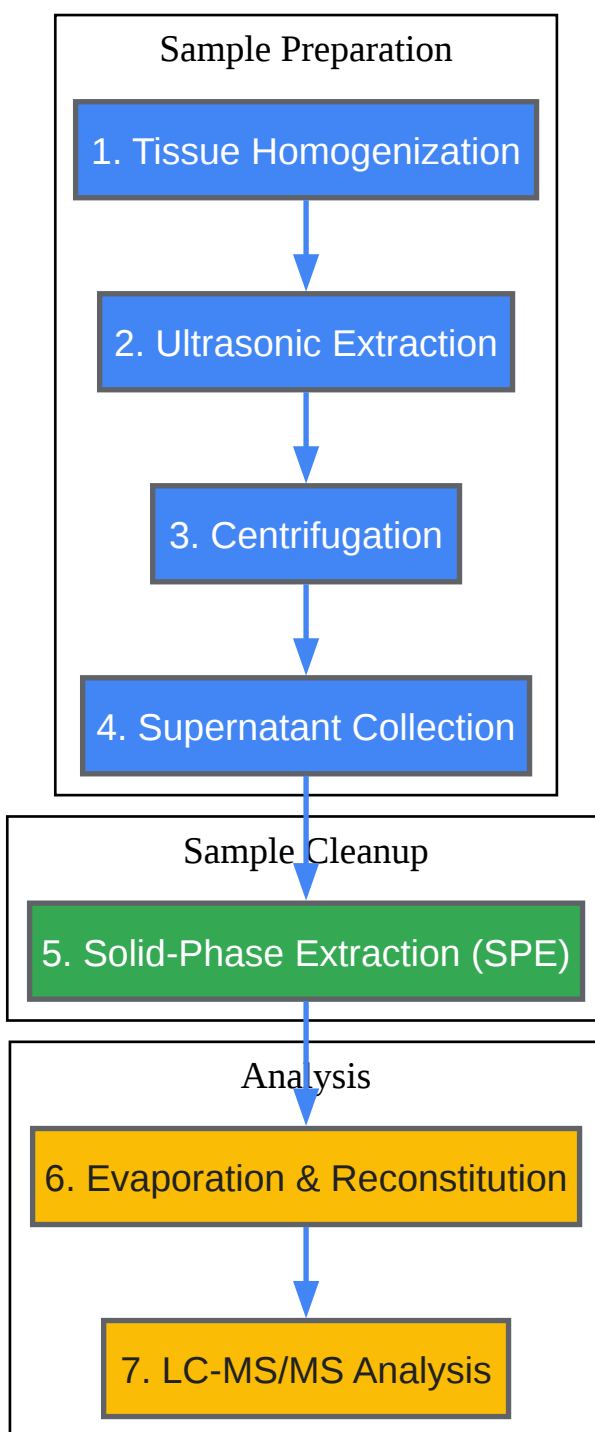 Sample Preparation
1. Tissue Homogenization
2. Ultrasonic Extraction
3. Centrifugation
4. Supernatant Collection
Sample Cleanup
5. Solid-Phase Extraction (SPE)
Analysis
6. Evaporation & Reconstitution
7. LC-MS/MS Analysis